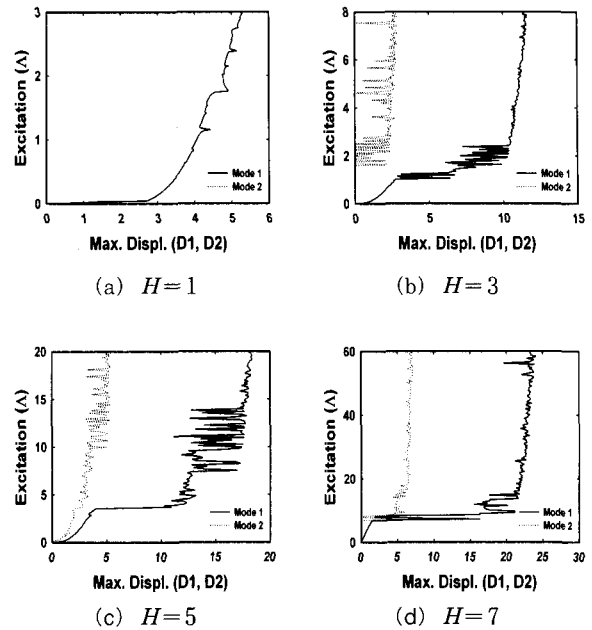 3
2
1
0
Excitation (Λ)
0 1 2 3 4 5 6
Max. Displ. (D1, D2)
Mode 1
Mode 2
(a) H=1
8
6
4
2
0
Excitation (Λ)
0 5 10 15
Max. Displ. (D1, D2)
Mode 1
Mode 2
(b) H=3
20
15
10
5
0
Excitation (Λ)
0 5 10 15 20
Max. Displ. (D1, D2)
Mode 1
Mode 2
(c) H=5
60
40
20
0
Excitation (Λ)
0 5 10 15 20 25 30
Max. Displ. (D1, D2)
Mode 1
Mode 2
(d) H=7